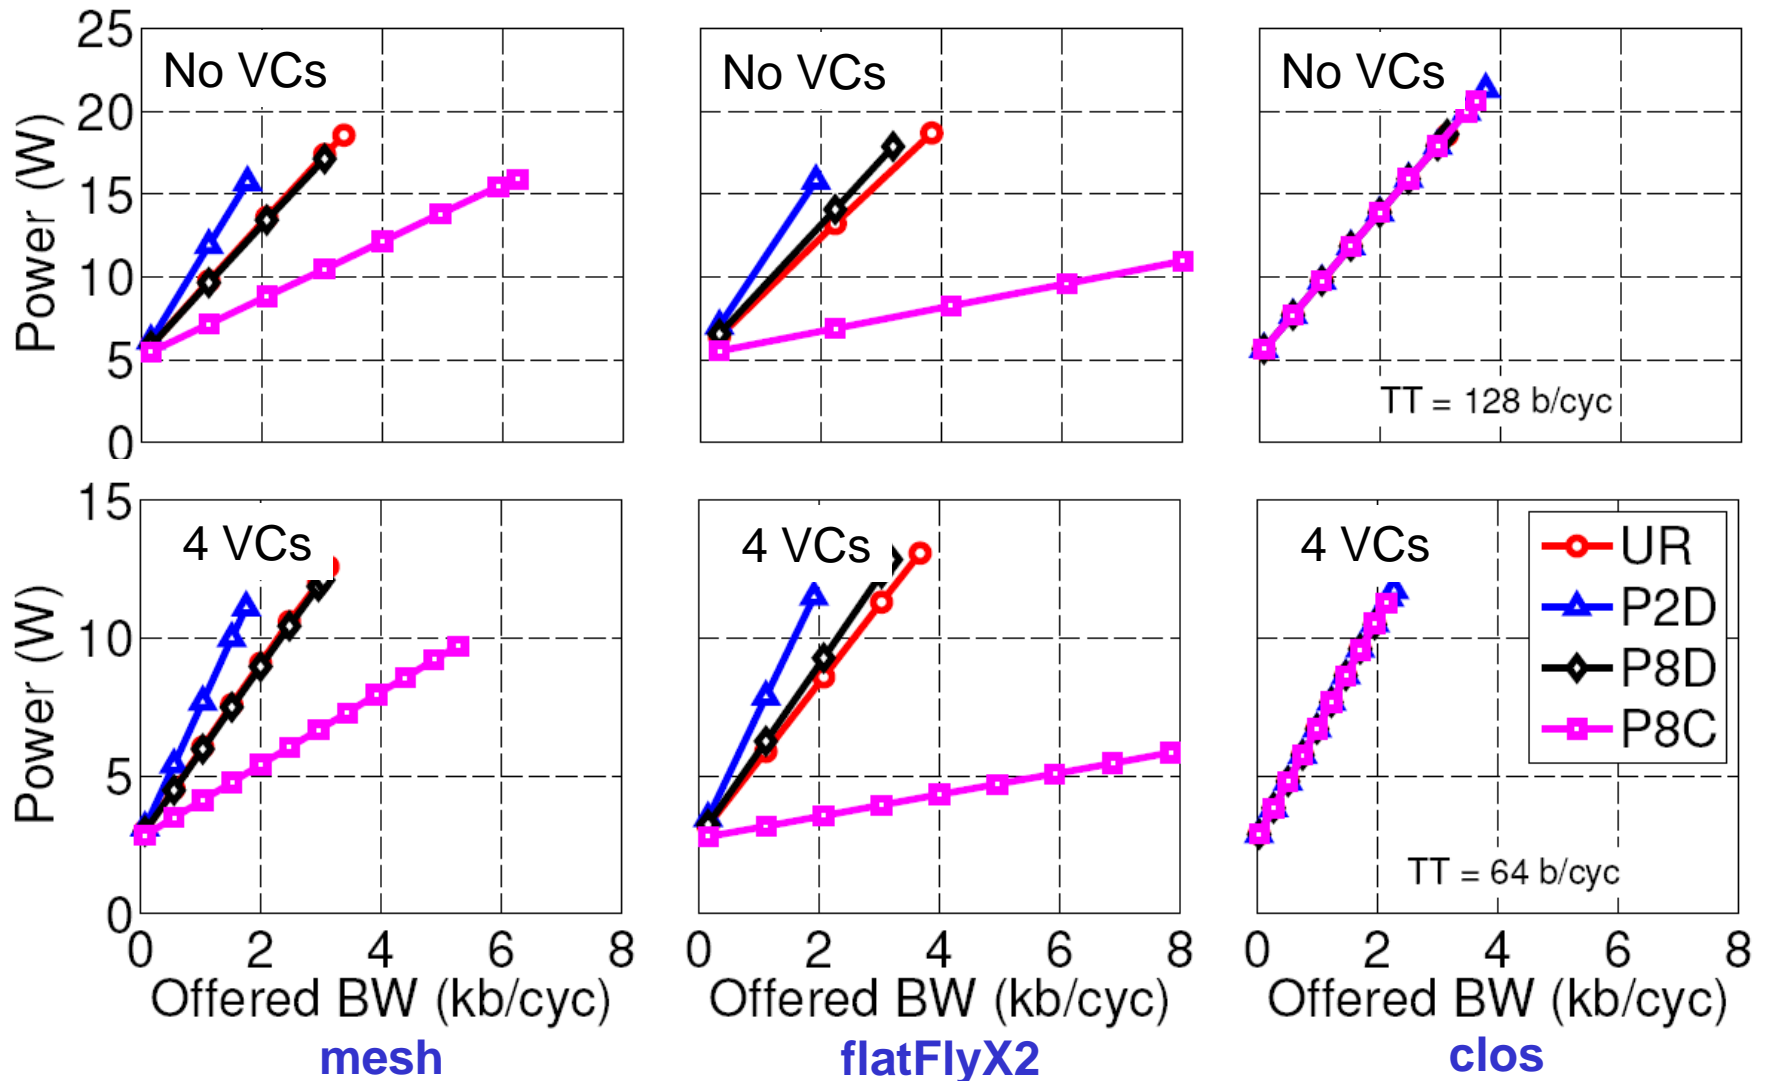 25
20
15
10
5
0
Power (W)
No VCs
No VCs
No VCs
TT = 128 b/cyc
15
10
5
0
Power (W)
4 VCs
4 VCs
4 VCs
UR
P2D
P8D
P8C
TT = 64 b/cyc
0 2 4 6 8
0 2 4 6 8
0 2 4 6 8
Offered BW (kb/cyc)
Offered BW (kb/cyc)
Offered BW (kb/cyc)
mesh
flatFlyX2
clos